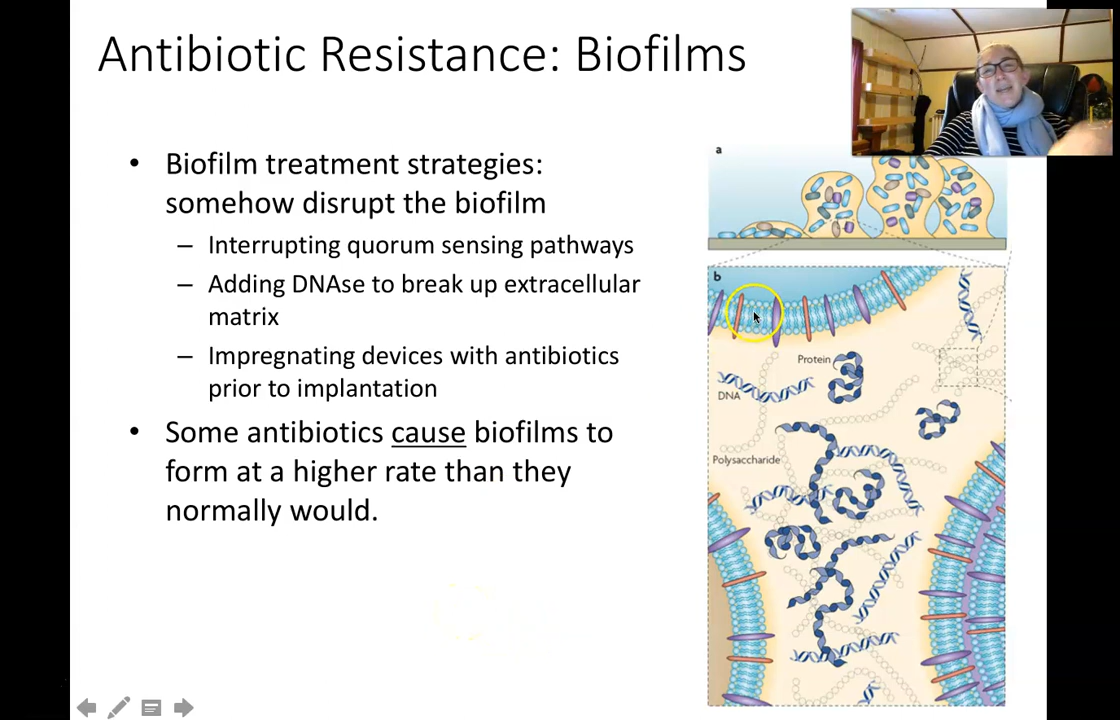 Antibiotic Resistance: Biofilms
• Biofilm treatment strategies:
somehow disrupt the biofilm
– Interrupting quorum sensing pathways
– Adding DNAse to break up extracellular
matrix
– Impregnating devices with antibiotics
prior to implantation
• Some antibiotics cause biofilms to
form at a higher rate than they
normally would.
a
b
Protein
DNA
Polysaccharide